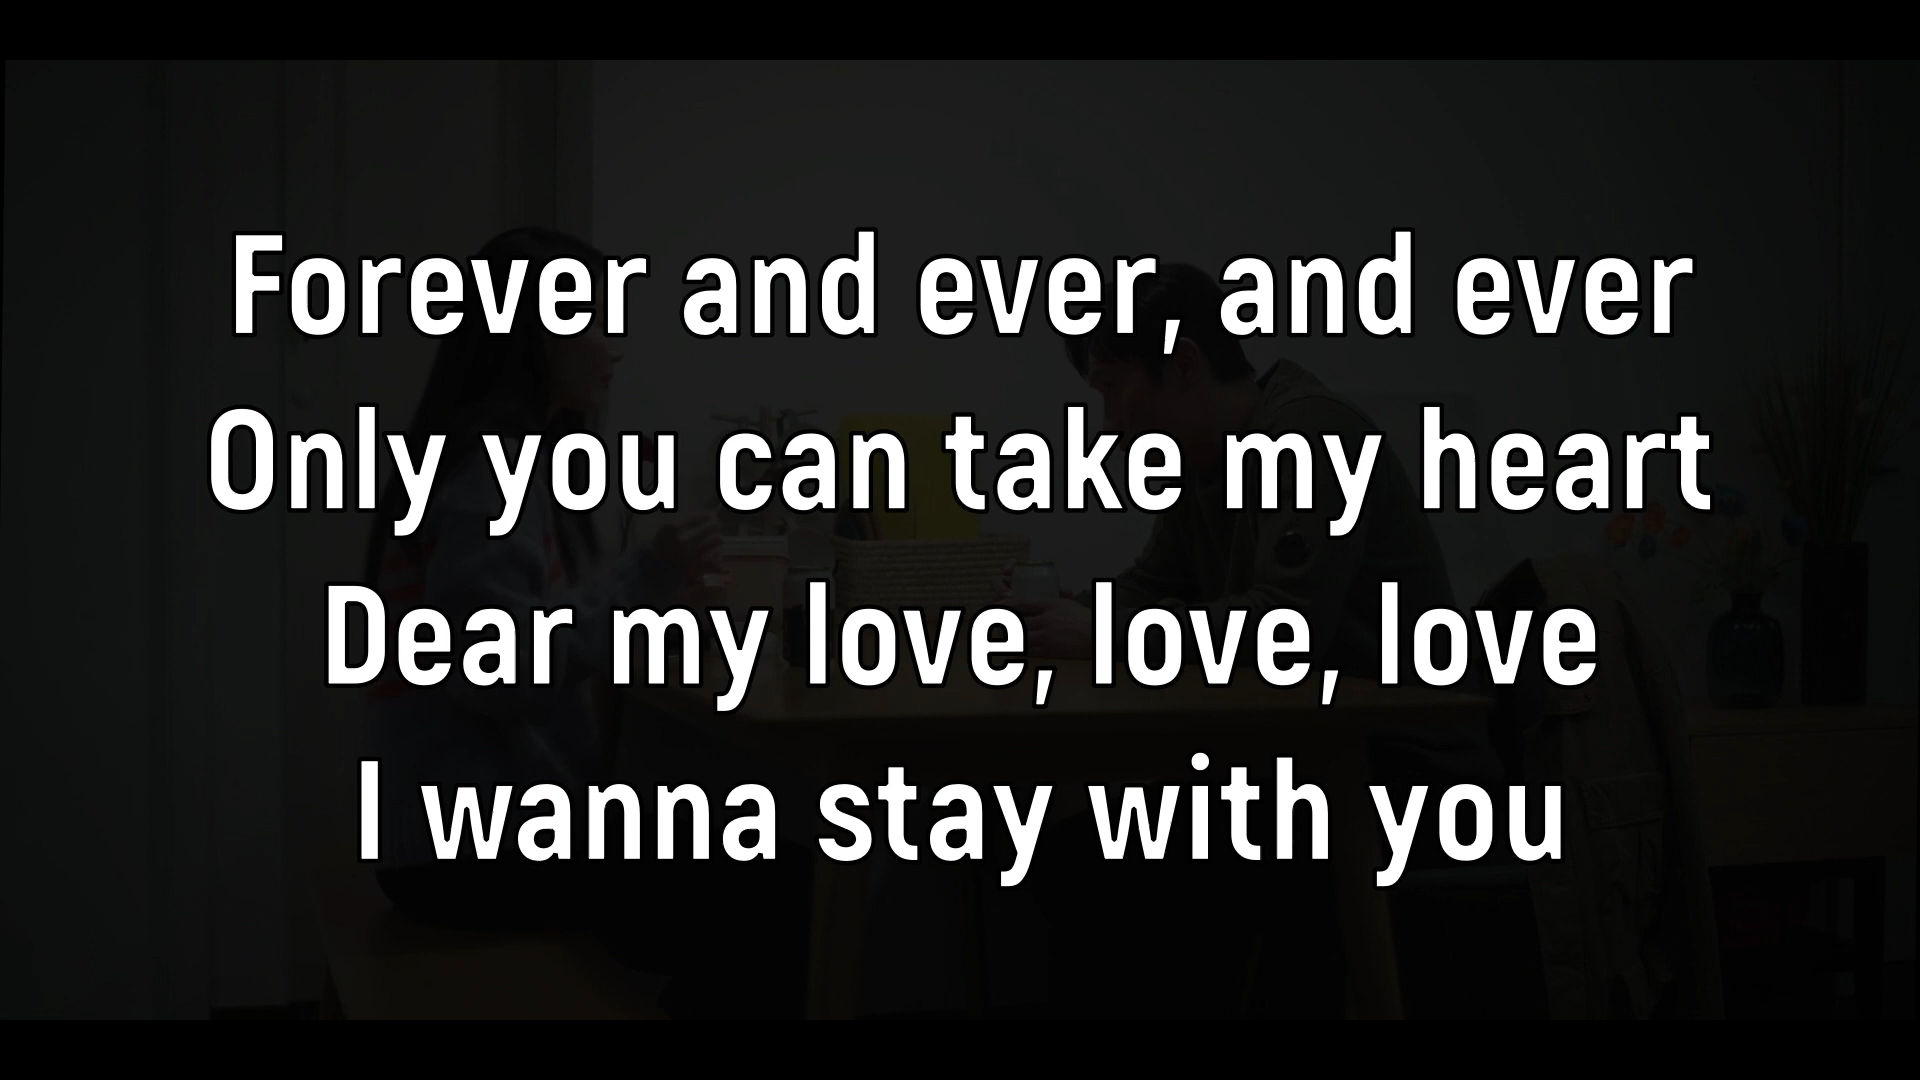 Forever and ever, and ever
Only you can take my heart
Dear my love, love, love
I wanna stay with you